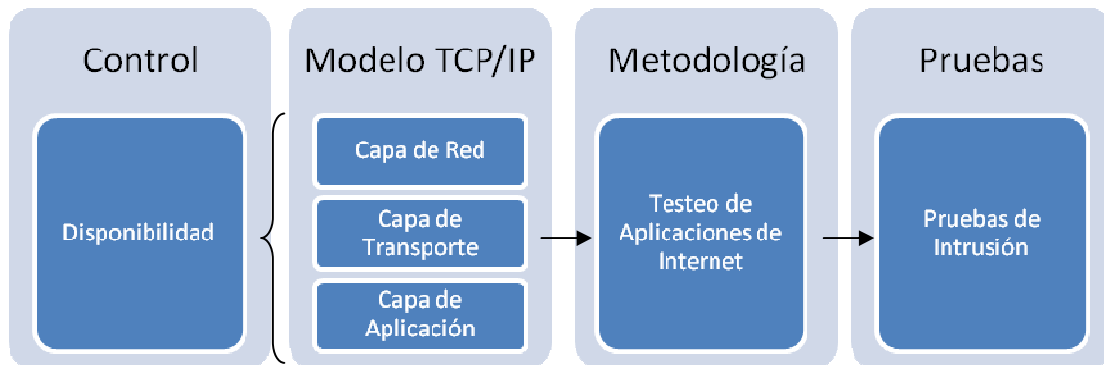 Control
Disponibilidad
Modelo TCP/IP
Capa de Red
Capa de
Transporte
Capa de
Aplicación
Metodología
Testeo de
Aplicaciones de
Internet
Pruebas
Pruebas de
Intrusión